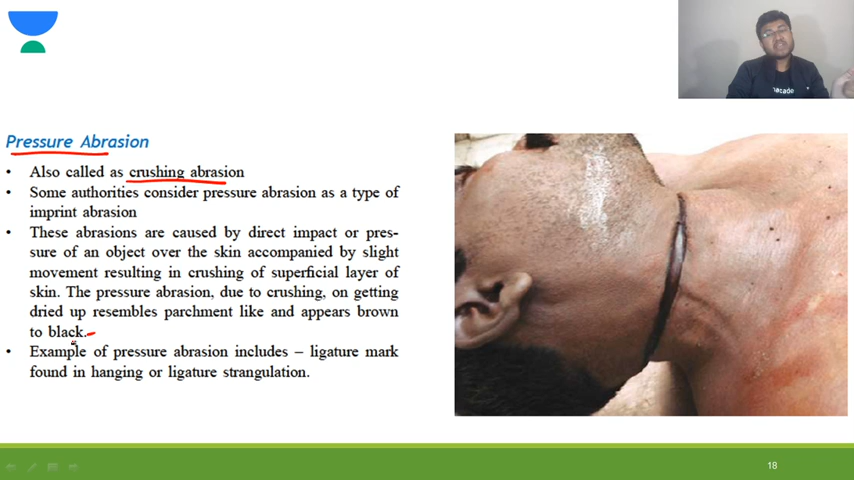 Pressure Abrasion
• Also called as crushing abrasion
• Some authorities consider pressure abrasion as a type of
imprint abrasion
• These abrasions are caused by direct impact or pres-
sure of an object over the skin accompanied by slight
movement resulting in crushing of superficial layer of
skin. The pressure abrasion, due to crushing, on getting
dried up resembles parchment like and appears brown
to black.
• Example of pressure abrasion includes – ligature mark
found in hanging or ligature strangulation.
18